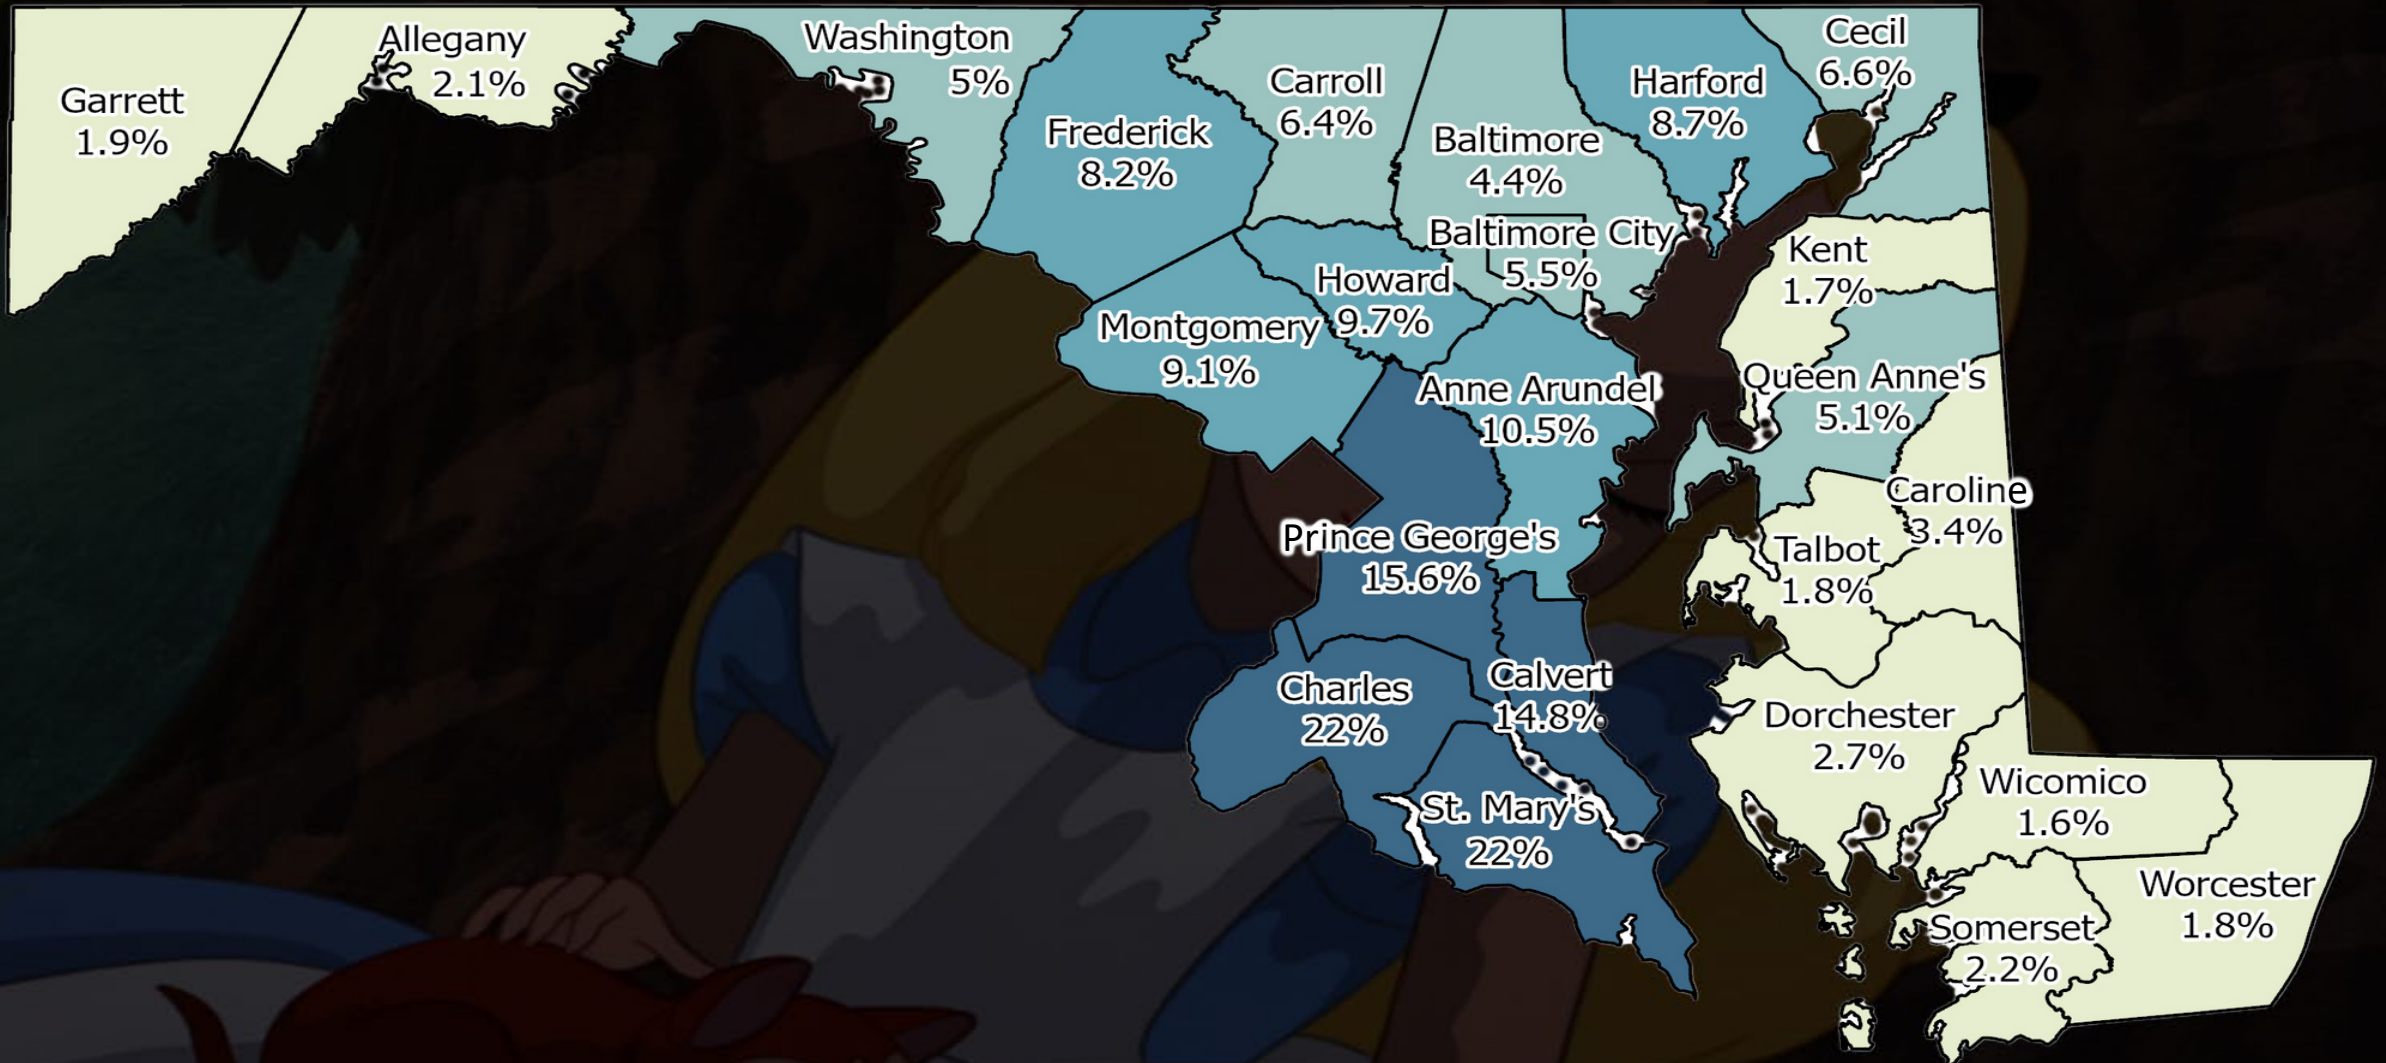 Garrett
1.9%
Allegany
2.1%
Washington
5%
Frederick
8.2%
Carroll
6.4%
Baltimore
4.4%
Baltimore City
5.5%
Harford
8.7%
Cecil
6.6%
Kent
1.7%
Howard
9.7%
Montgomery
9.1%
Anne Arundel
10.5%
Queen Anne's
5.1%
Caroline
3.4%
Talbot
1.8%
Prince George's
15.6%
Charles
22%
Calvert
14.8%
St. Mary's
22%
Dorchester
2.7%
Wicomico
1.6%
Worcester
1.8%
Somerset
2.2%